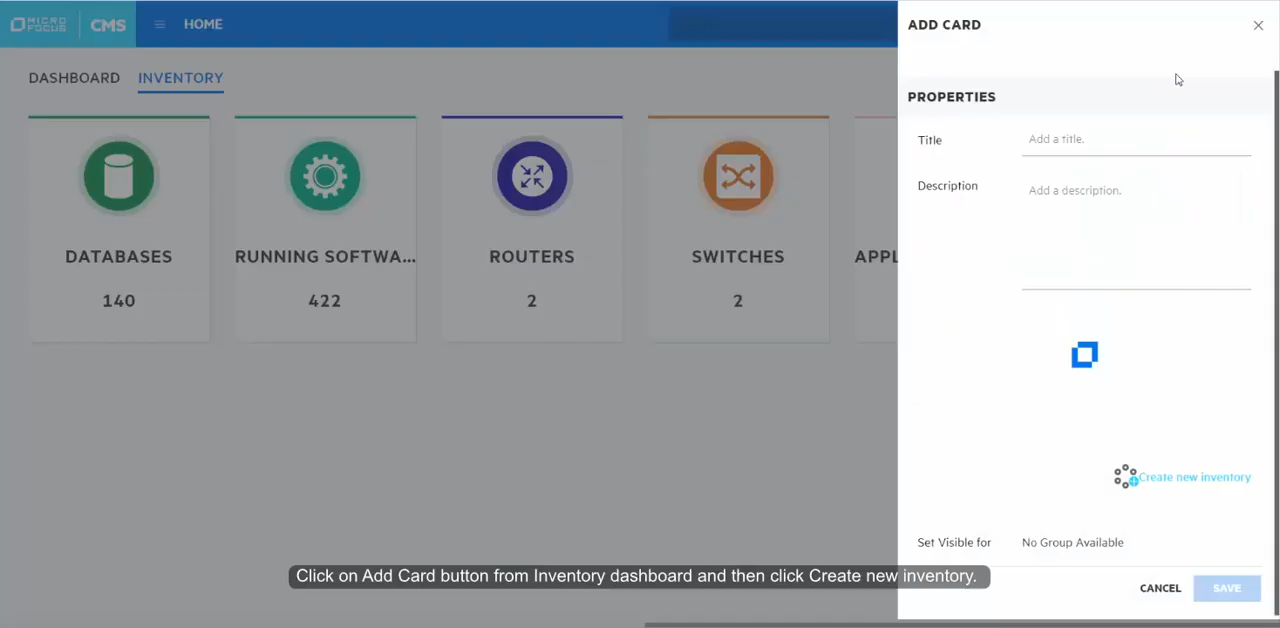 MICRO
FOCUS
CMS
HOME
DASHBOARD
INVENTORY
DATABASES
140
RUNNING SOFTWA...
422
ROUTERS
2
SWITCHES
2
APPL
ADD CARD
PROPERTIES
Title
Add a title.
Description
Add a description.
Create new inventory
Set Visible for
No Group Available
CANCEL
SAVE
Click on Add Card button from Inventory dashboard and then click Create new inventory.